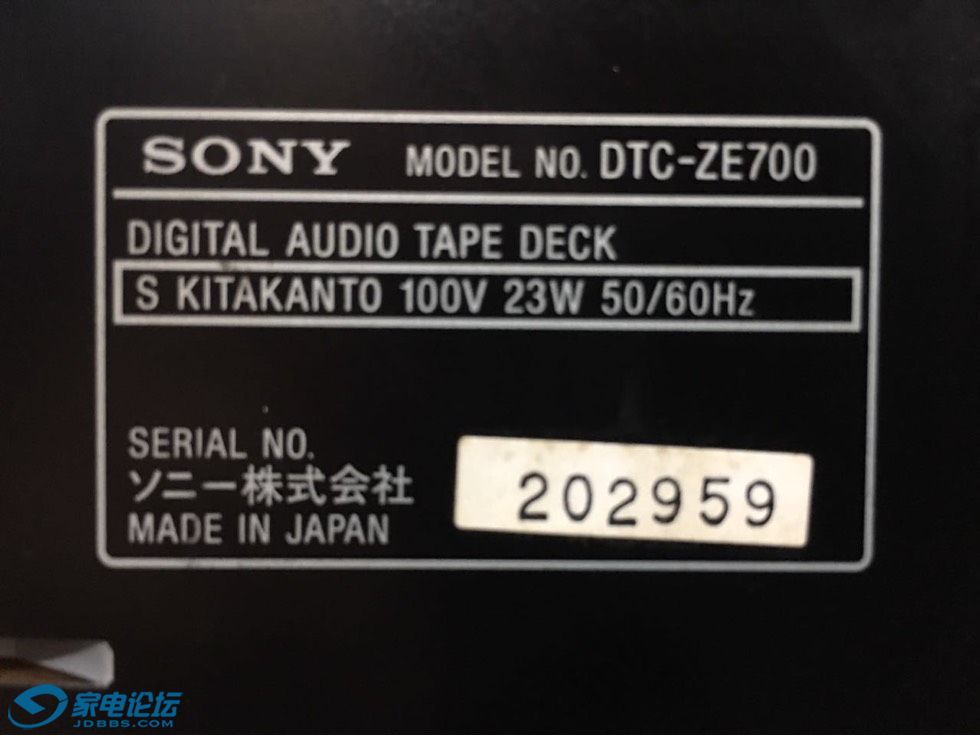 SONY MODEL NO. DTC-ZE700
DIGITAL AUDIO TAPE DECK
S KITAKANTO 100V 23W 50/60Hz
SERIAL NO.
ソニー株式会社
202959
MADE IN JAPAN
家电论坛
JDBBS.COM